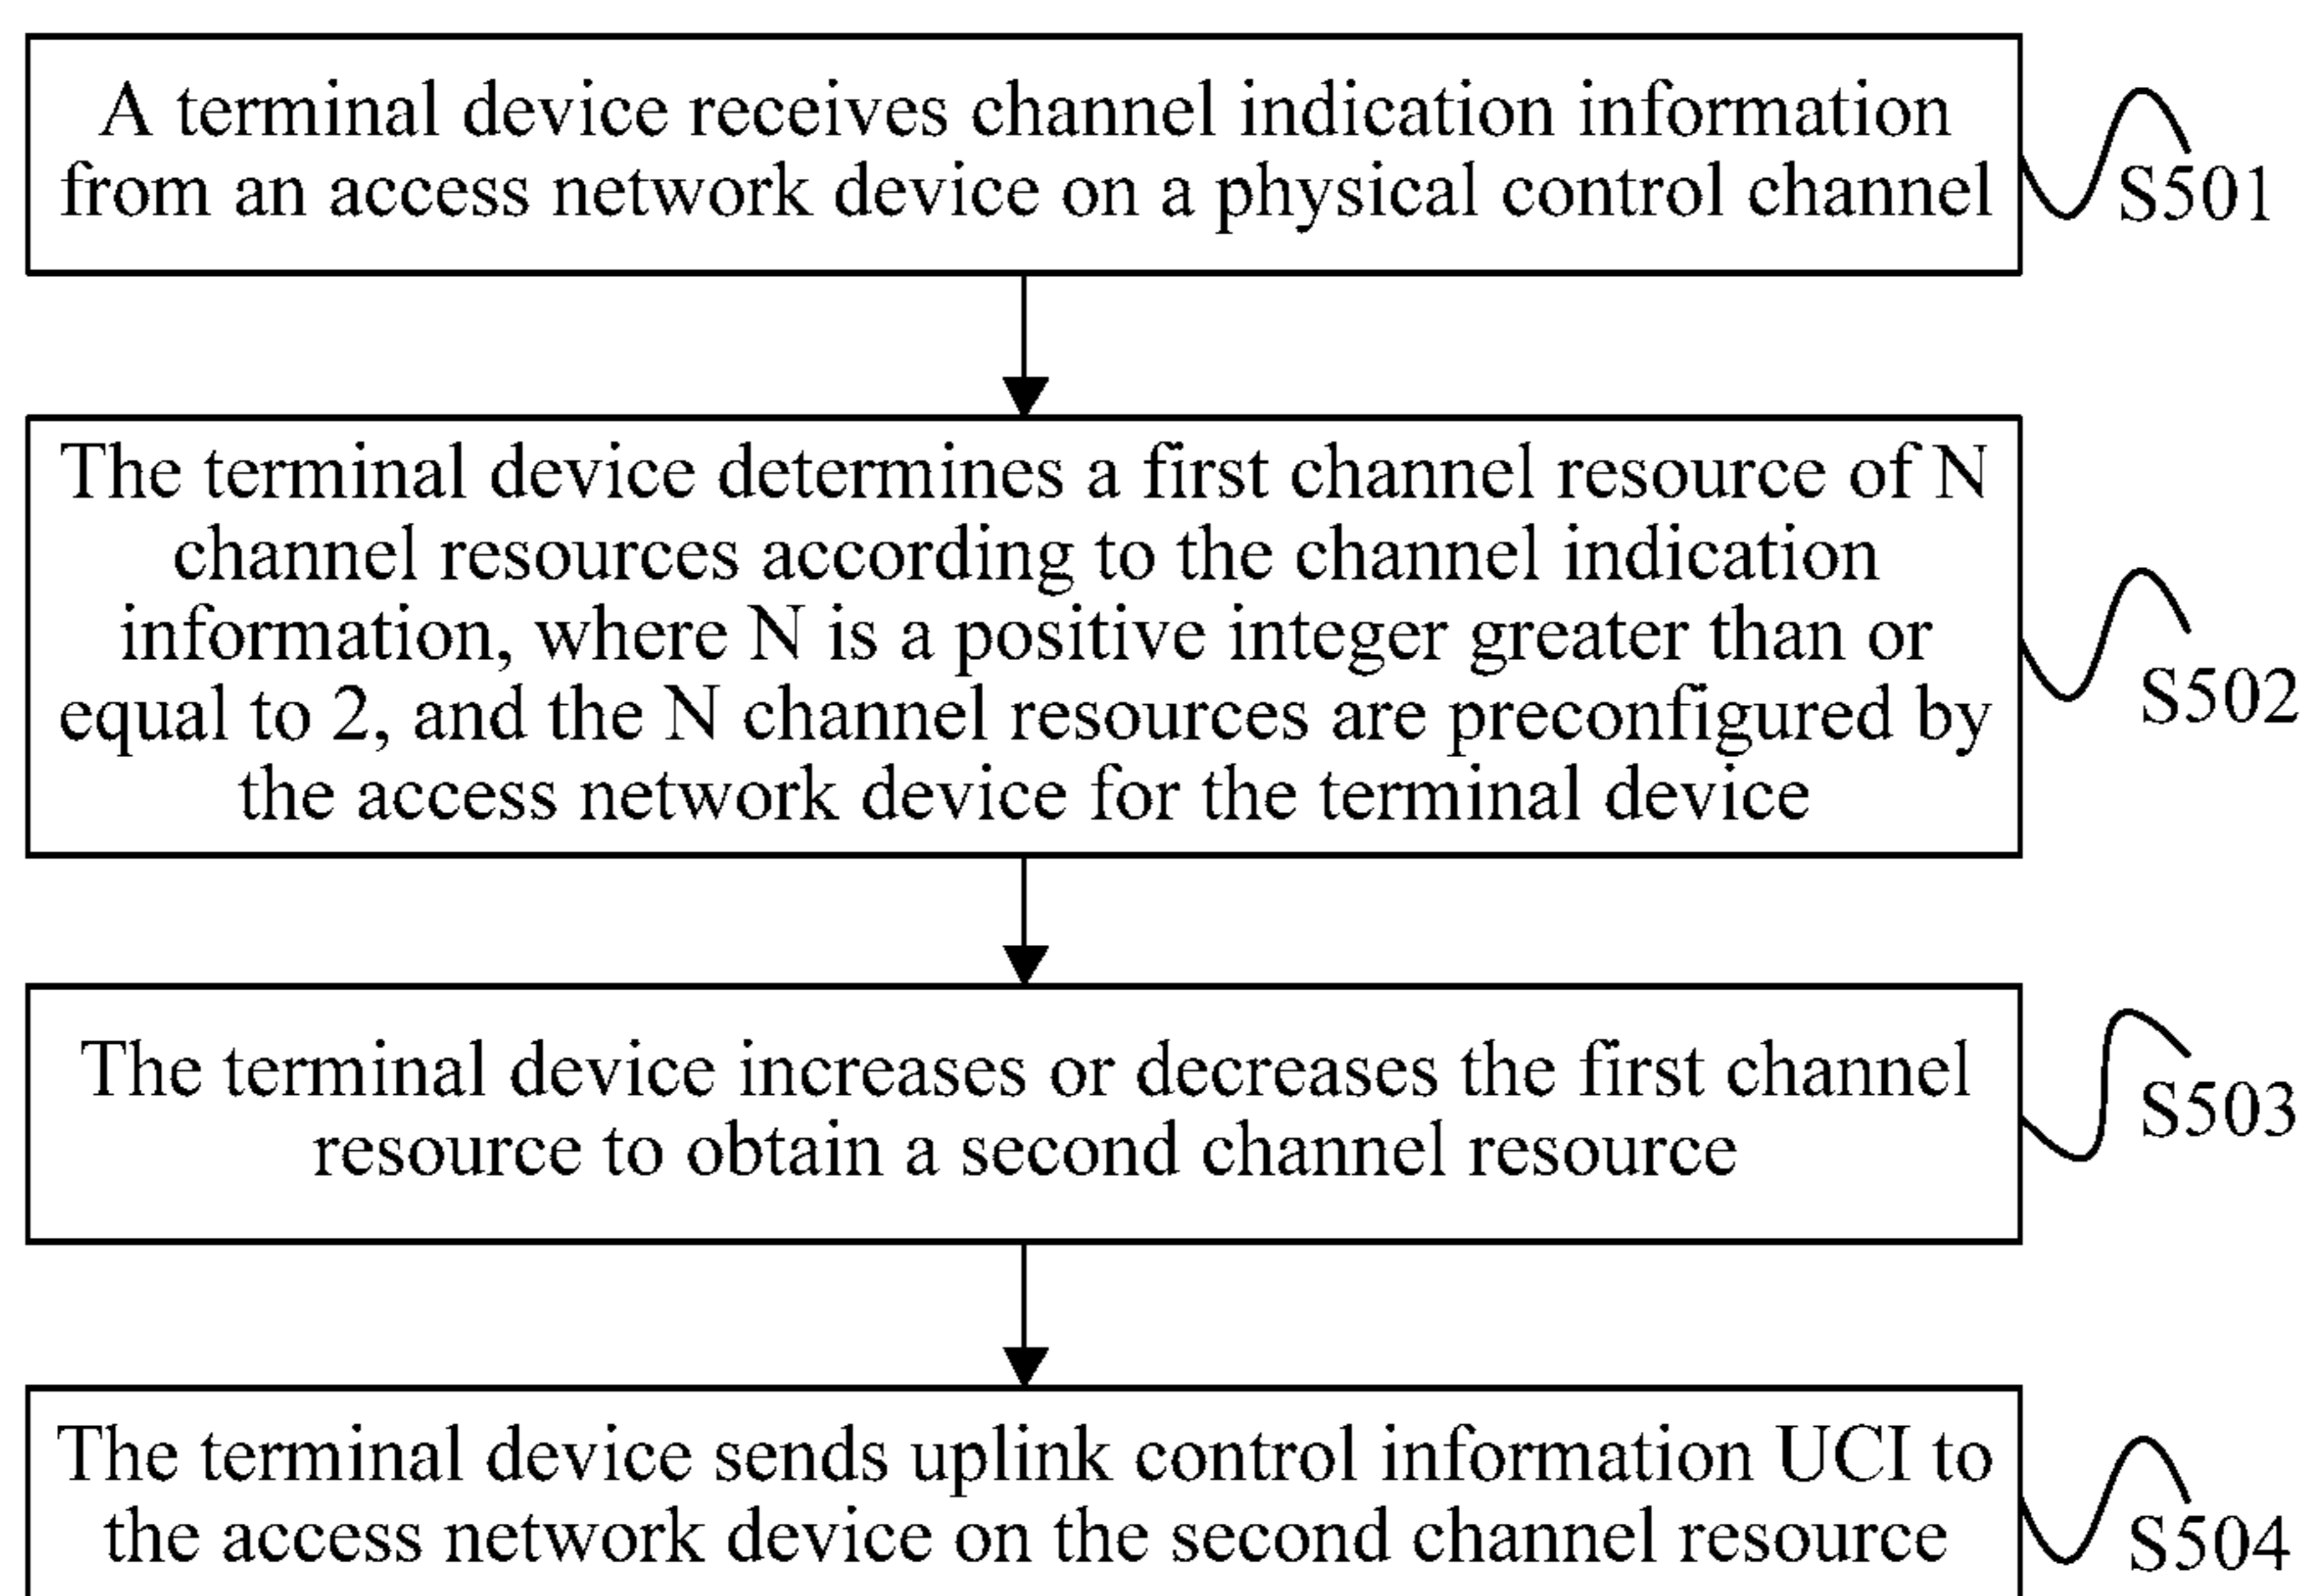 A terminal device receives channel indication information
from an access network device on a physical control channel
S501
The terminal device determines a first channel resource of N
channel resources according to the channel indication
information, where N is a positive integer greater than or
equal to 2, and the N channel resources are preconfigured by
the access network device for the terminal device
S502
The terminal device increases or decreases the first channel
resource to obtain a second channel resource
S503
The terminal device sends uplink control information UCI to
the access network device on the second channel resource
S504